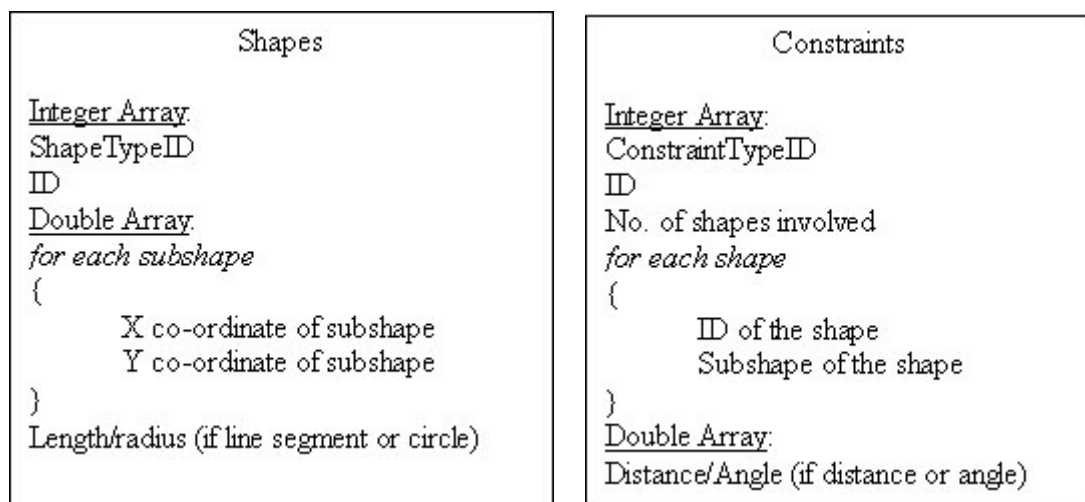 Shapes
Integer Array:
ShapeTypeID
ID
Double Array:
for each subshape
{
X co-ordinate of subshape
Y co-ordinate of subshape
}
Length/radius (if line segment or circle)
Constraints
Integer Array:
ConstraintTypeID
ID
No. of shapes involved
for each shape
{
ID of the shape
Subshape of the shape
}
Double Array:
Distance/Angle (if distance or angle)